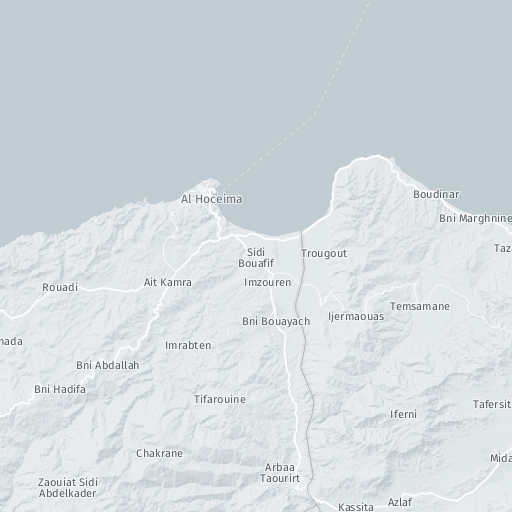 Al Hoceima
Boudinar
Bni Marghnine
Taza
Sidi
Bouafif
Trougout
Imzouren
Ait Kamra
Rouadi
Temsamane
Ijermaouas
Bni Bouayach
Imrabten
Bni Abdallah
Bni Hadifa
Tifarouine
Tafersit
Iferni
Chakrane
Arbaa
Taourirt
Mida
Zaouiat Sidi
Abdelkader
Azlaf
Kassita